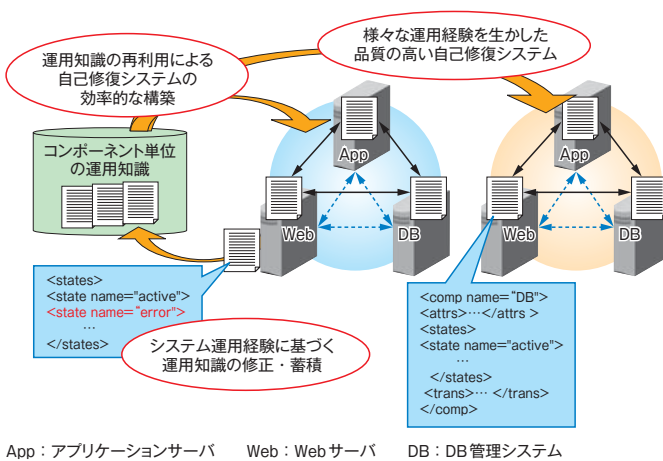 運用知識の再利用による
自己修復システムの
効率的な構築
様々な運用経験を生かした
品質の高い自己修復システム
コンポーネント単位
の運用知識
App
Web
DB
App
Web
DB
<states>
<state name="active">
<state name="error">
…
</states>
システム運用経験に基づく
運用知識の修正・蓄積
<comp name="DB">
<attrs>…</attrs >
<states>
<state name="active">
…
</states>
<trans>… </trans>
</comp>
App：アプリケーションサーバ Web：Webサーバ DB：DB管理システム